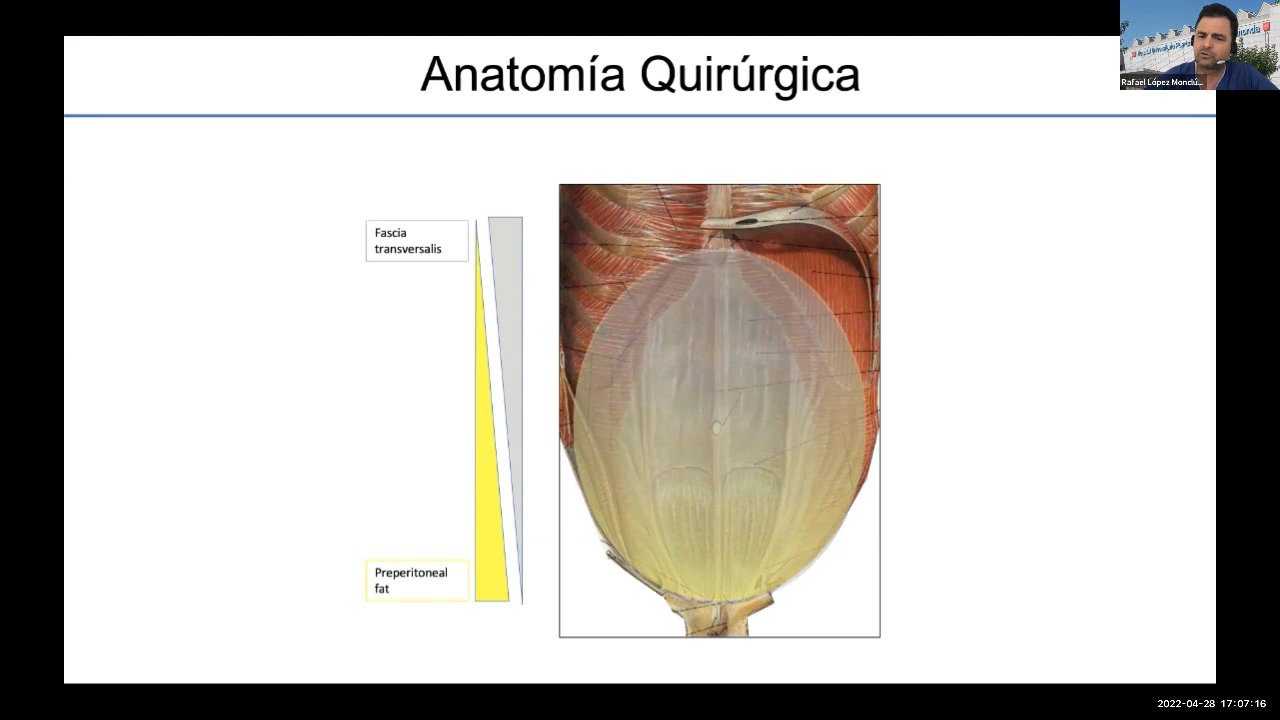 Anatomía Quirúrgica
Rafael López Monclú...
Fascia
transversalis
Preperitoneal
fat
2022-04-28 17:07:16